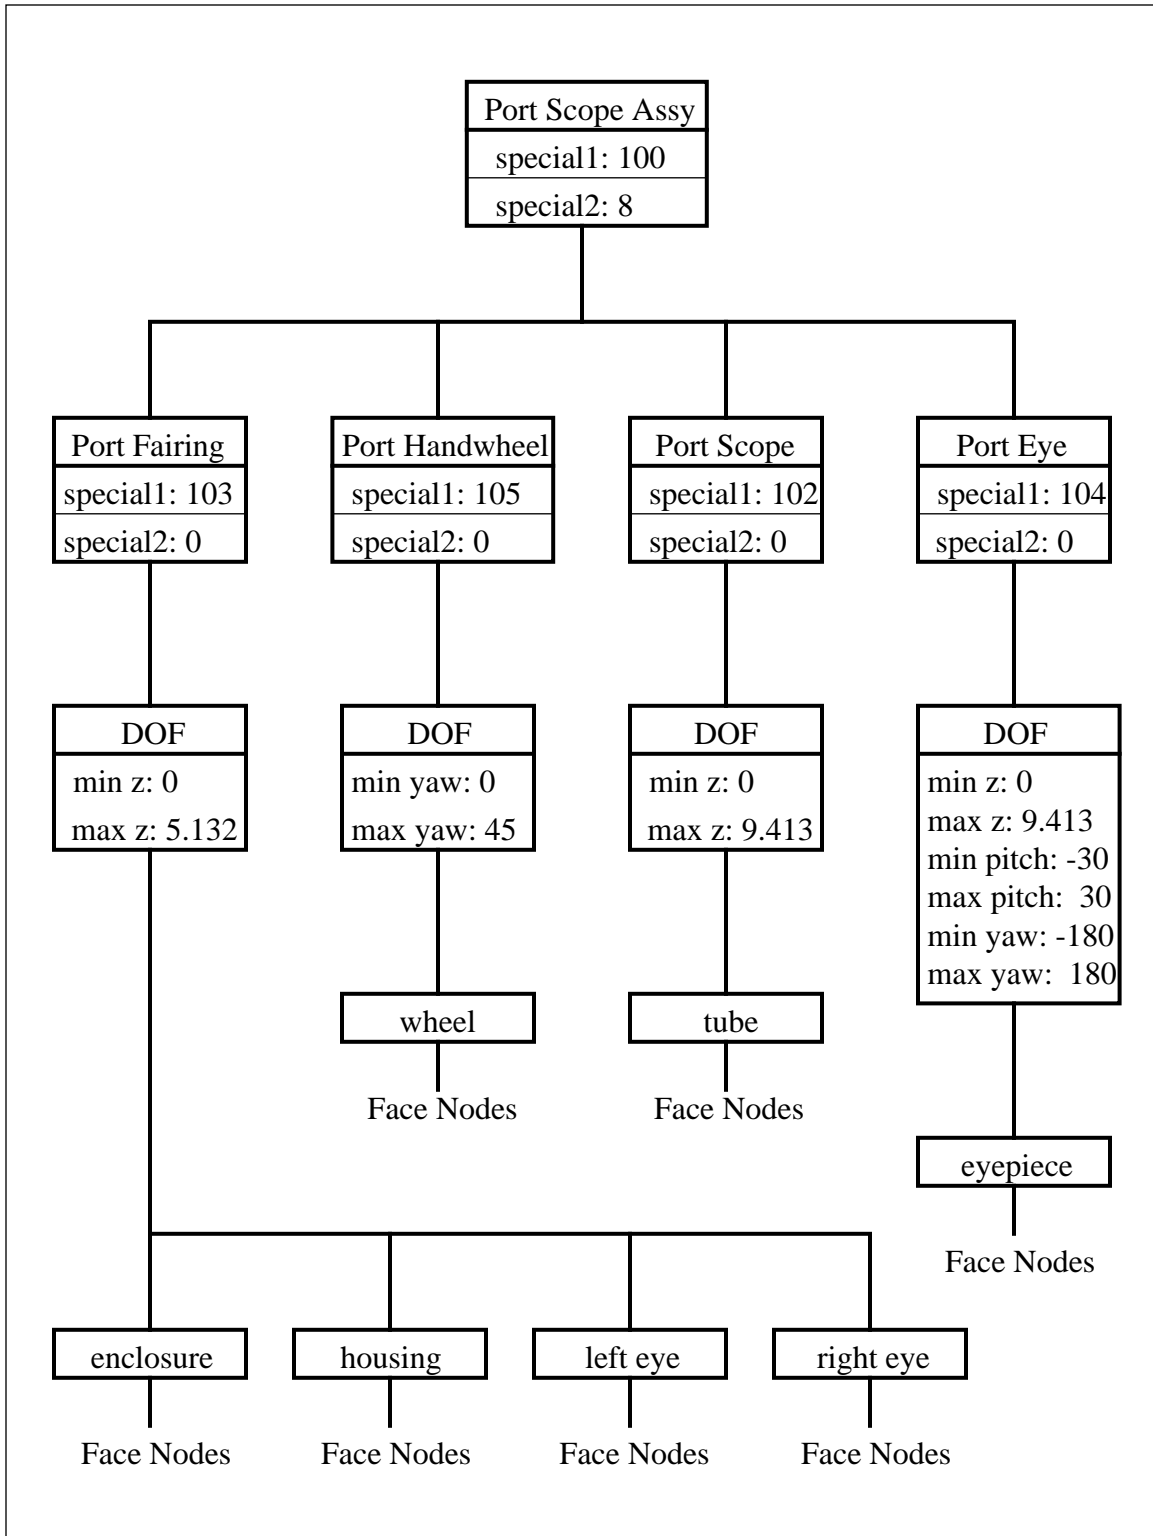 Port Scope Assy
special1: 100
special2: 8
Port Fairing
special1: 103
special2: 0
Port Handwheel
special1: 105
special2: 0
Port Scope
special1: 102
special2: 0
Port Eye
special1: 104
special2: 0
DOF
min z: 0
max z: 5.132
DOF
min yaw: 0
max yaw: 45
DOF
min z: 0
max z: 9.413
DOF
min z: 0
max z: 9.413
min pitch: -30
max pitch:  30
min yaw: -180
max yaw:  180
wheel
Face Nodes
tube
Face Nodes
eyepiece
Face Nodes
enclosure
Face Nodes
housing
Face Nodes
left eye
Face Nodes
right eye
Face Nodes